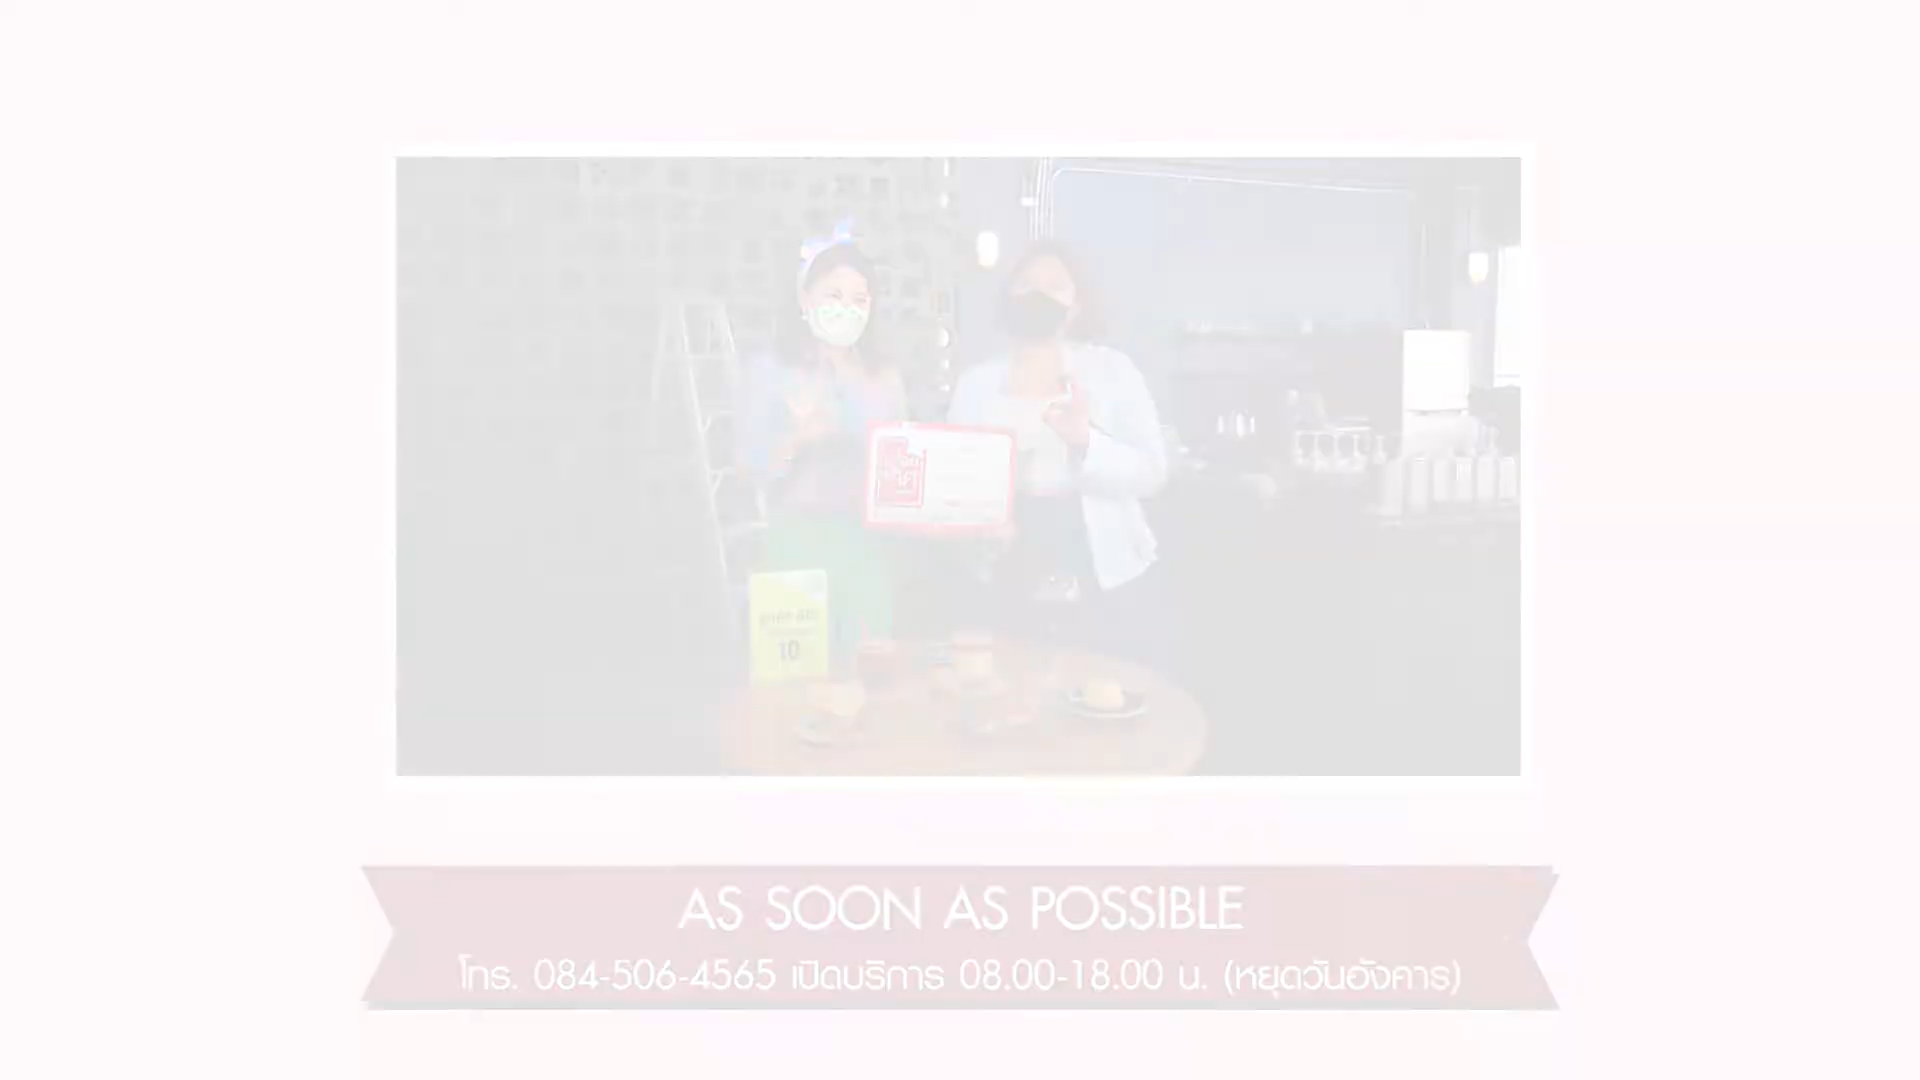 10
AS SOON AS POSSIBLE
โทร. 084-506-4565 เปิดบริการ 08.00-18.00 น. (หยุดวันอังคาร)